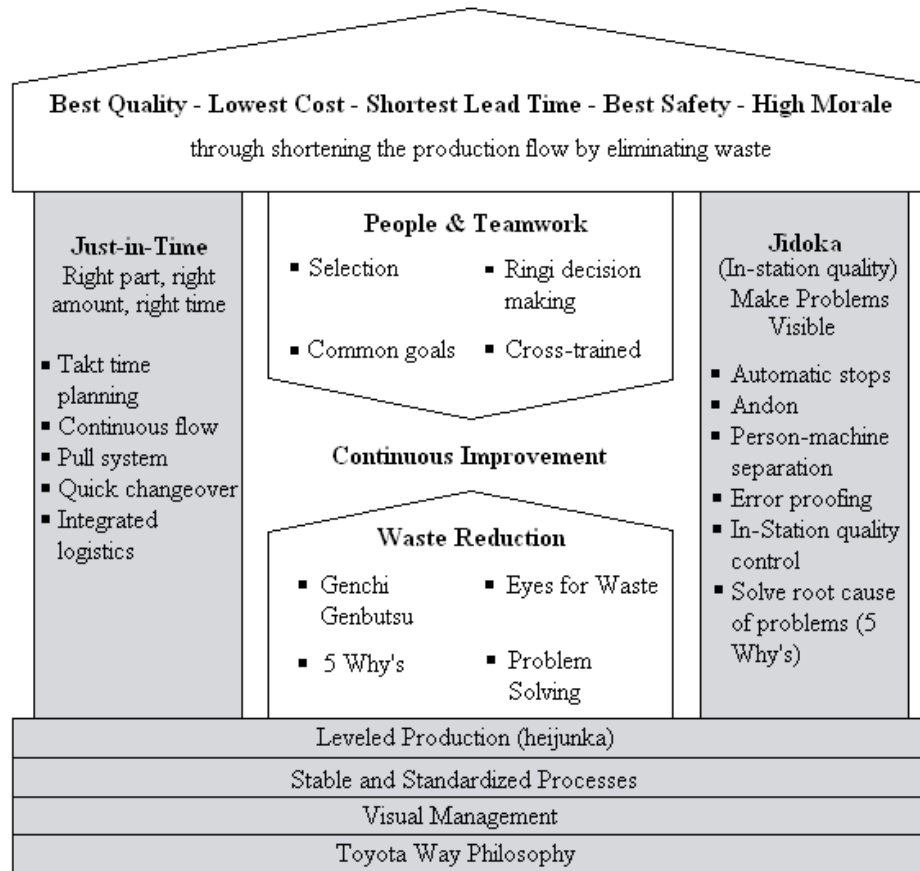 Best Quality - Lowest Cost - Shortest Lead Time - Best Safety - High Morale
through shortening the production flow by eliminating waste
Just-in-Time
Right part, right
amount, right time
▪ Takt time
planning
▪ Continuous flow
▪ Pull system
▪ Quick changeover
▪ Integrated
logistics
People & Teamwork
▪ Selection
▪ Ringi decision
making
▪ Common goals
▪ Cross-trained
Continuous Improvement
Waste Reduction
▪ Genchi
Genbutsu
▪ Eyes for Waste
▪ 5 Why's
▪ Problem
Solving
Jidoka
(In-station quality)
Make Problems
Visible
▪ Automatic stops
▪ Andon
▪ Person-machine
separation
▪ Error proofing
▪ In-Station quality
control
▪ Solve root cause
of problems (5
Why's)
Leveled Production (heijunka)
Stable and Standardized Processes
Visual Management
Toyota Way Philosophy